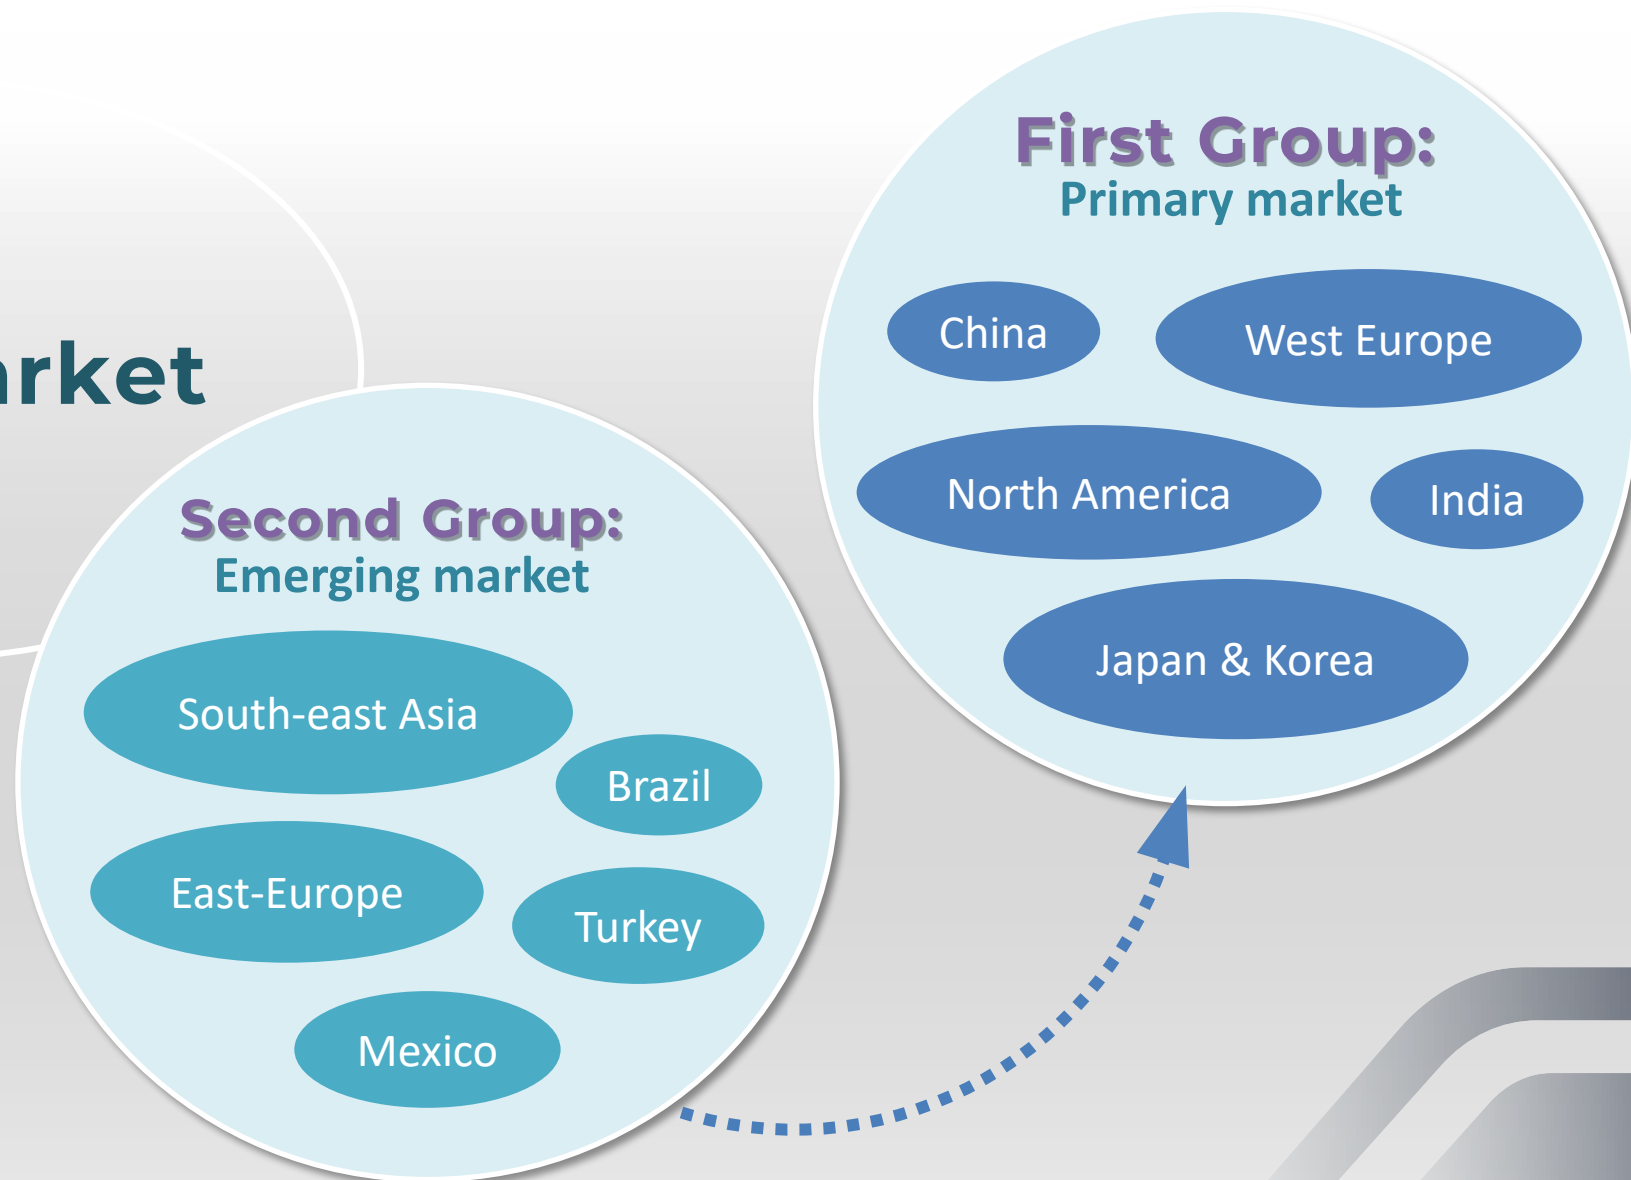 First Group:
Primary market
China
West Europe
North America
India
Japan & Korea
rket
Second Group:
Emerging market
South-east Asia
Brazil
East-Europe
Turkey
Mexico